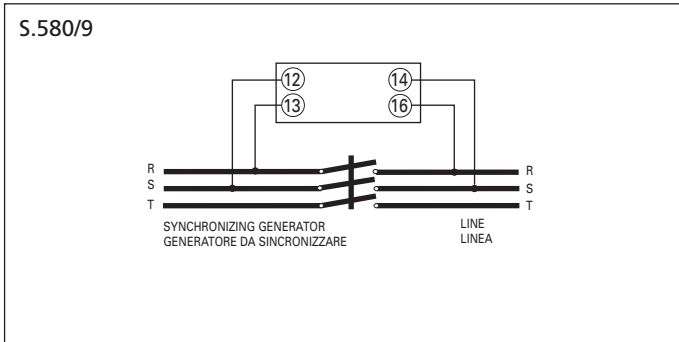 S.580/9
12 14
13 16
R R
S S
T T
SYNCHRONIZING GENERATOR
GENERATORE DA SINCRONIZZARE
LINE
LINEA